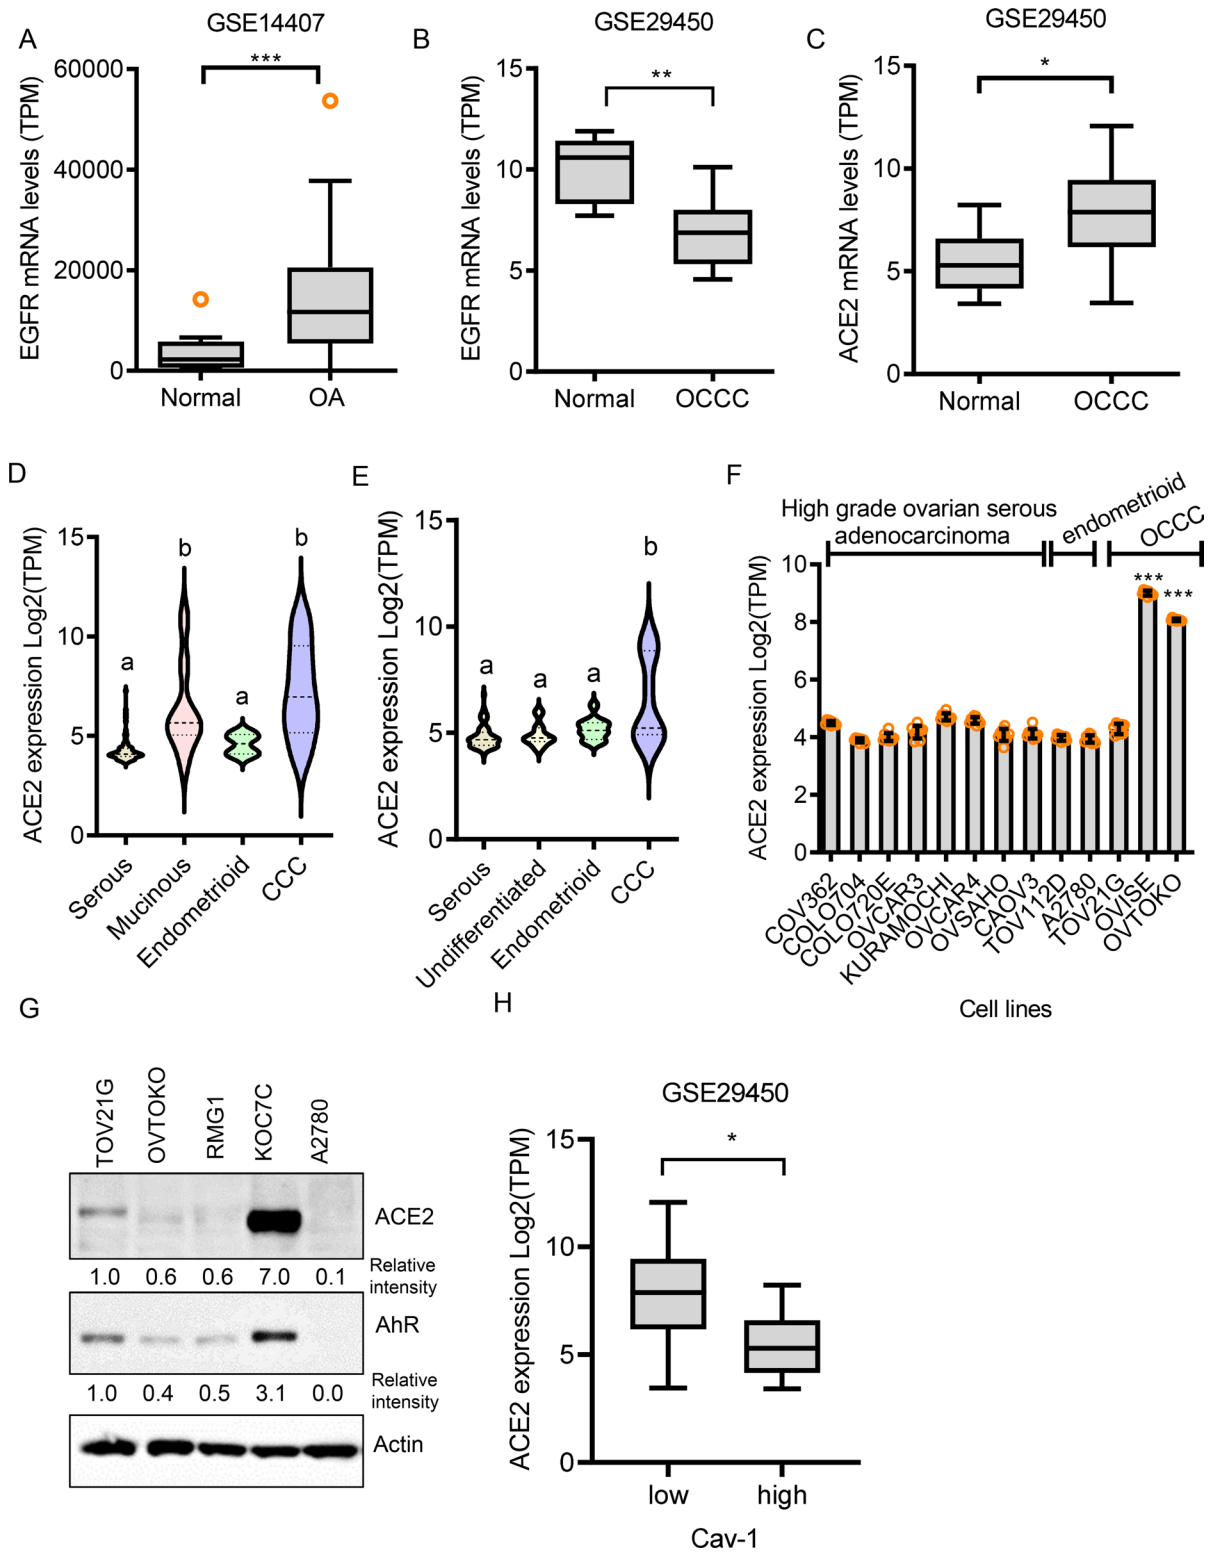 A
GSE14407
***
EGFR mRNA levels (TPM)
60000
40000
20000
0
Normal
OA
B
GSE29450
**
EGFR mRNA levels (TPM)
15
10
5
0
Normal
OCCC
C
GSE29450
*
ACE2 mRNA levels (TPM)
15
10
5
0
Normal
OCCC
D
ACE2 expression Log2(TPM)
15
10
5
0
a
b
a
b
Serous
Mucinous
Endometrioid
CCC
E
ACE2 expression Log2(TPM)
15
10
5
0
a
a
a
b
Serous
Undifferentiated
Endometrioid
CCC
F
High grade ovarian serous
adenocarcinoma
endometrioid
OCCC
ACE2 expression Log2(TPM)
10
8
6
4
2
0
***
***
COV362
COLO704
COLO720E
OVCAR3
KURAMOCHI
OVCAR4
OVSAHO
CAOV3
TOV112D
A2780
TOV21G
OVISE
OVTOKO
Cell lines
G
TOV21G
OVTOKO
RMG1
KOC7C
A2780
ACE2
1.0 0.6 0.6 7.0 0.1
Relative
intensity
AhR
1.0 0.4 0.5 3.1 0.0
Relative
intensity
Actin
H
GSE29450
*
ACE2 expression Log2(TPM)
15
10
5
0
low
high
Cav-1